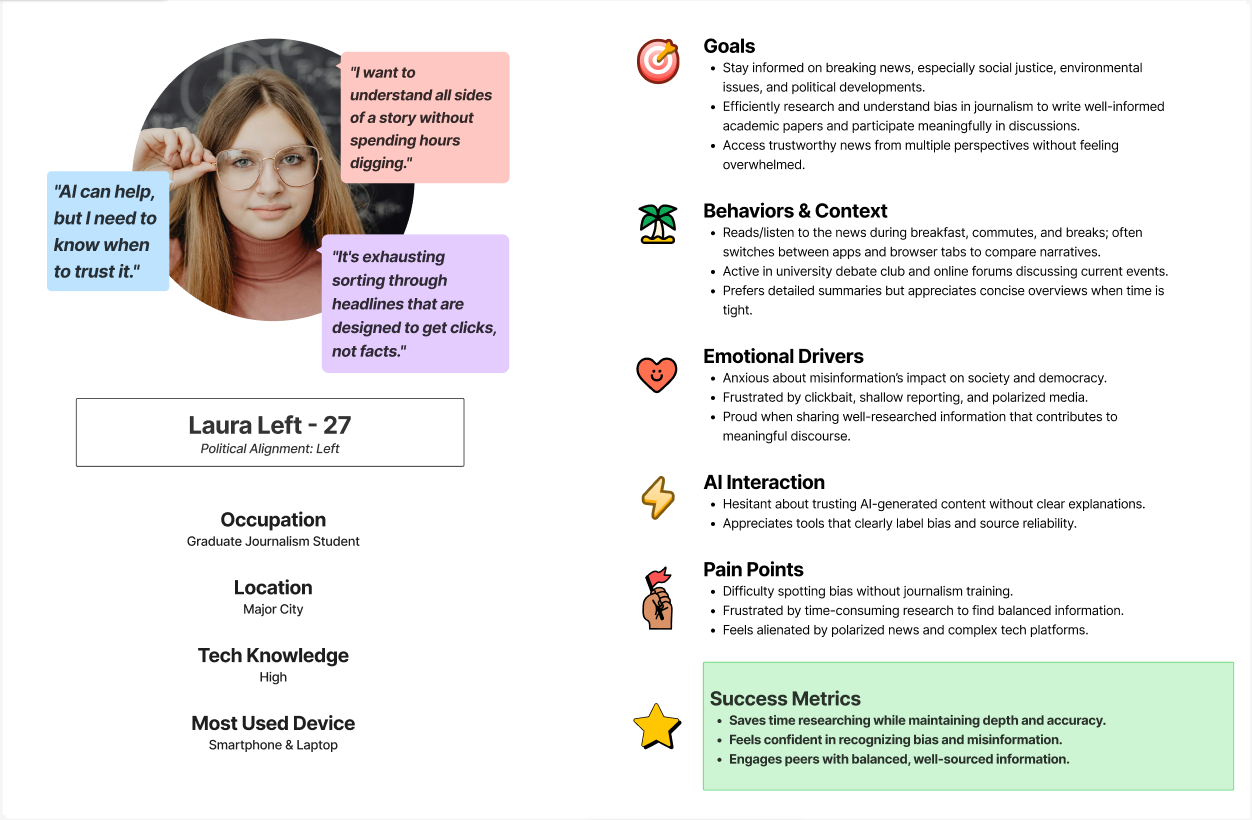 "I want to
understand all sides
of a story without
spending hours
digging."
"AI can help,
but I need to
know when
to trust it."
"It's exhausting
sorting through
headlines that are
designed to get clicks,
not facts."
Laura Left - 27
Political Alignment: Left
Occupation
Graduate Journalism Student
Location
Major City
Tech Knowledge
High
Most Used Device
Smartphone & Laptop
Goals
• Stay informed on breaking news, especially social justice, environmental
issues, and political developments.
• Efficiently research and understand bias in journalism to write well-informed
academic papers and participate meaningfully in discussions.
• Access trustworthy news from multiple perspectives without feeling
overwhelmed.
Behaviors & Context
• Reads/listen to the news during breakfast, commutes, and breaks; often
switches between apps and browser tabs to compare narratives.
• Active in university debate club and online forums discussing current events.
• Prefers detailed summaries but appreciates concise overviews when time is
tight.
Emotional Drivers
• Anxious about misinformation's impact on society and democracy.
• Frustrated by clickbait, shallow reporting, and polarized media.
• Proud when sharing well-researched information that contributes to
meaningful discourse.
AI Interaction
• Hesitant about trusting AI-generated content without clear explanations.
• Appreciates tools that clearly label bias and source reliability.
Pain Points
• Difficulty spotting bias without journalism training.
• Frustrated by time-consuming research to find balanced information.
• Feels alienated by polarized news and complex tech platforms.
Success Metrics
• Saves time researching while maintaining depth and accuracy.
• Feels confident in recognizing bias and misinformation.
• Engages peers with balanced, well-sourced information.